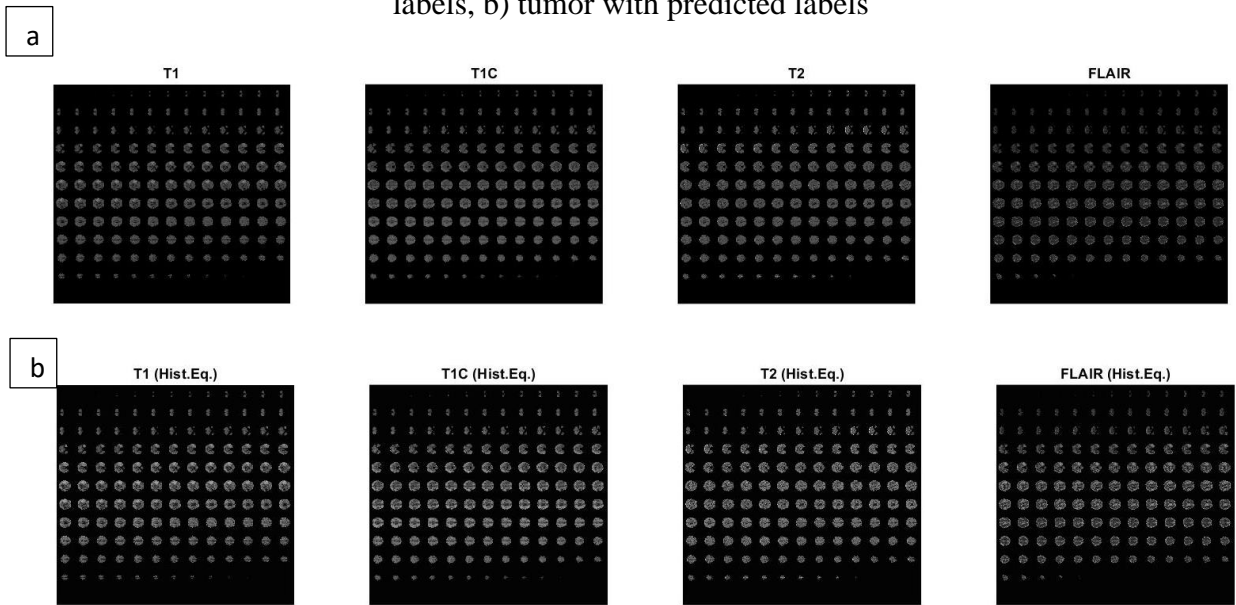 labels, b) tumor with predicted labels
a
T1 T1C T2 FLAIR
b
T1 (Hist.Eq.) T1C (Hist.Eq.) T2 (Hist.Eq.) FLAIR (Hist.Eq.)